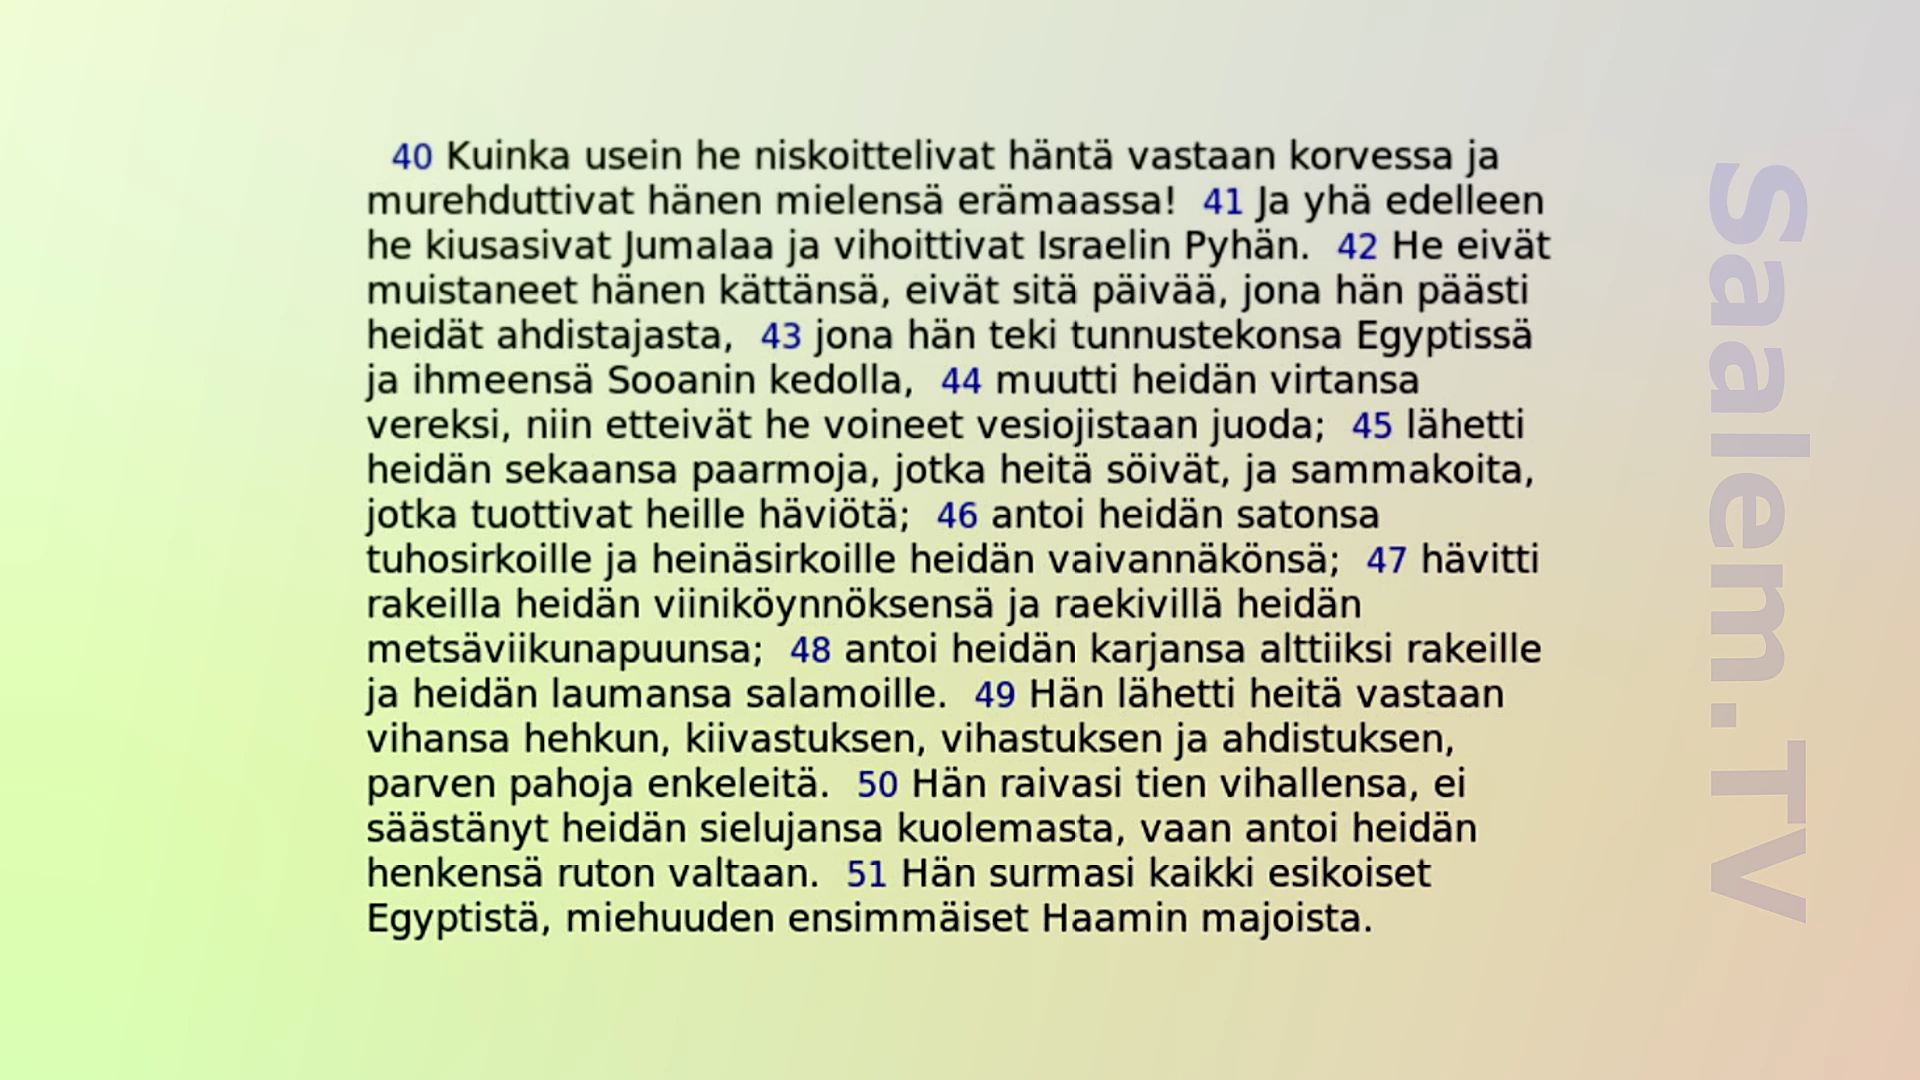 40 Kuinka usein he niskoittelivat häntä vastaan korvessa ja
murehduttivat hänen mielensä erämaassa! 41 Ja yhä edelleen
he kiusasivat Jumalaa ja vihoittivat Israelin Pyhän. 42 He eivät
muistaneet hänen kättänsä, eivät sitä päivää, jona hän päästi
heidät ahdistajasta, 43 jona hän teki tunnustekonsa Egyptissä
ja ihmeensä Sooanin kedolla, 44 muutti heidän virtansa
vereksi, niin etteivät he voineet vesiojistaan juoda; 45 lähetti
heidän sekaansa paarmoja, jotka heitä söivät, ja sammakoita,
jotka tuottivat heille häviötä; 46 antoi heidän satonsa
tuhosirkoille ja heinäsirkoille heidän vaivannäkönsä; 47 hävitti
rakeilla heidän viiniköynnöksensä ja raekivillä heidän
metsäviikunapuunsa; 48 antoi heidän karjansa alttiiksi rakeille
ja heidän laumansa salamoille. 49 Hän lähetti heitä vastaan
vihansa hehkun, kiivastuksen, vihastuksen ja ahdistuksen,
parven pahoja enkeleitä. 50 Hän raivasi tien vihallensa, ei
säästänyt heidän sielujansa kuolemasta, vaan antoi heidän
henkensä ruton valtaan. 51 Hän surmasi kaikki esikoiset
Egyptistä, miehuuden ensimmäiset Haamin majoista.
Saalem.TV